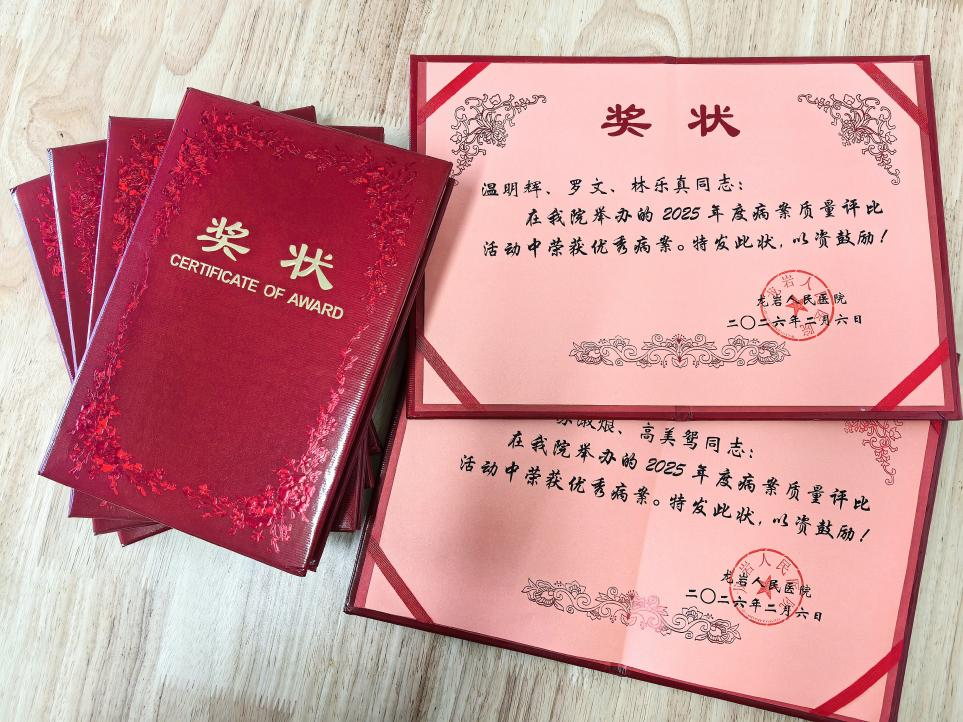 奖状
CERTIFICATE OF AWARD
奖状
温明辉、罗文、林乐真同志：
在我院举办的2025年度病案质量评比
活动中荣获优秀病案。特发此状，以资鼓励！
龙岩人民医院
二〇二六年二月六日
高美鸳同志：
在我院举办的2025年度病案质量评比
活动中荣获优秀病案。特发此状，以资鼓励！
龙岩人民医院
二〇二六年二月六日